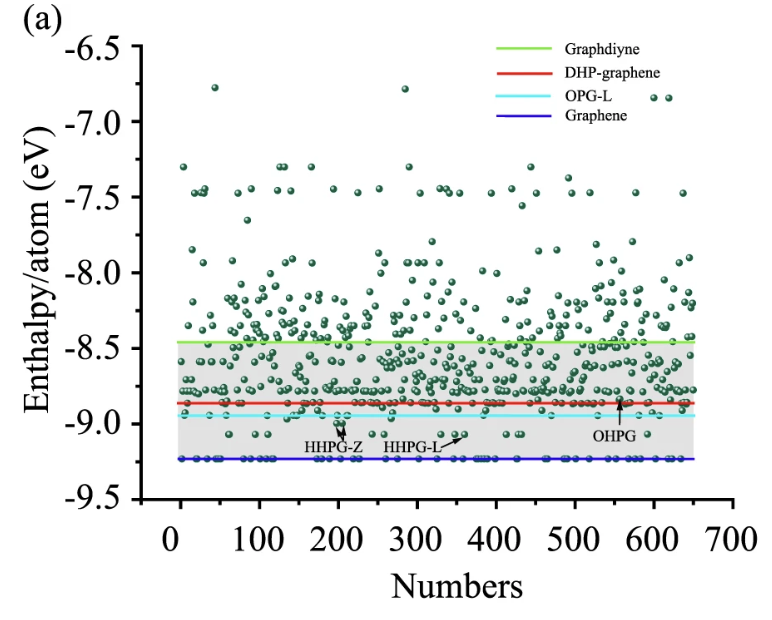 (a)
Enthalpy/atom (eV)
-6.5
-7.0
-7.5
-8.0
-8.5
-9.0
-9.5
Graphdiyne
DHP-graphene
OPG-L
Graphene
HHPG-Z
HHPG-L
OHPG
0 100 200 300 400 500 600 700
Numbers